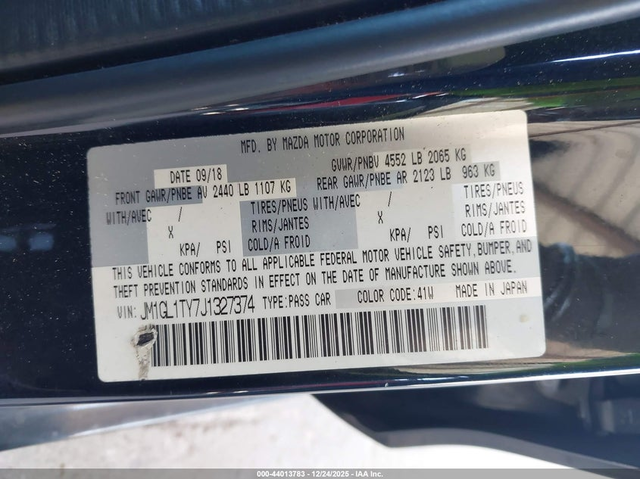 MFD. BY MAZDA MOTOR CORPORATION
DATE 09/18 GVWR/PNBV 4552 LB 2065 KG
FRONT GAWR/PNBE AV 2440 LB 1107 KG REAR GAWR/PNBE AR 2123 LB 963 KG
WITH/AVEC / TIRES/PNEUS WITH/AVEC / TIRES/PNEUS
X RIMS/JANTES X RIMS/JANTES
KPA/ PSI COLD/A FROID KPA/ PSI COLD/A FROID
THIS VEHICLE CONFORMS TO ALL APPLICABLE FEDERAL MOTOR VEHICLE SAFETY, BUMPER, AND
THEFT PREVENTION STANDARDS IN EFFECT ON THE DATE OF MANUFACTURE SHOWN ABOVE.
VIN: JM1GL1TY7J1327374 TYPE:PASS CAR COLOR CODE:41W MADE IN JAPAN
000-44013783 - 12/24/2025 - IAA Inc.